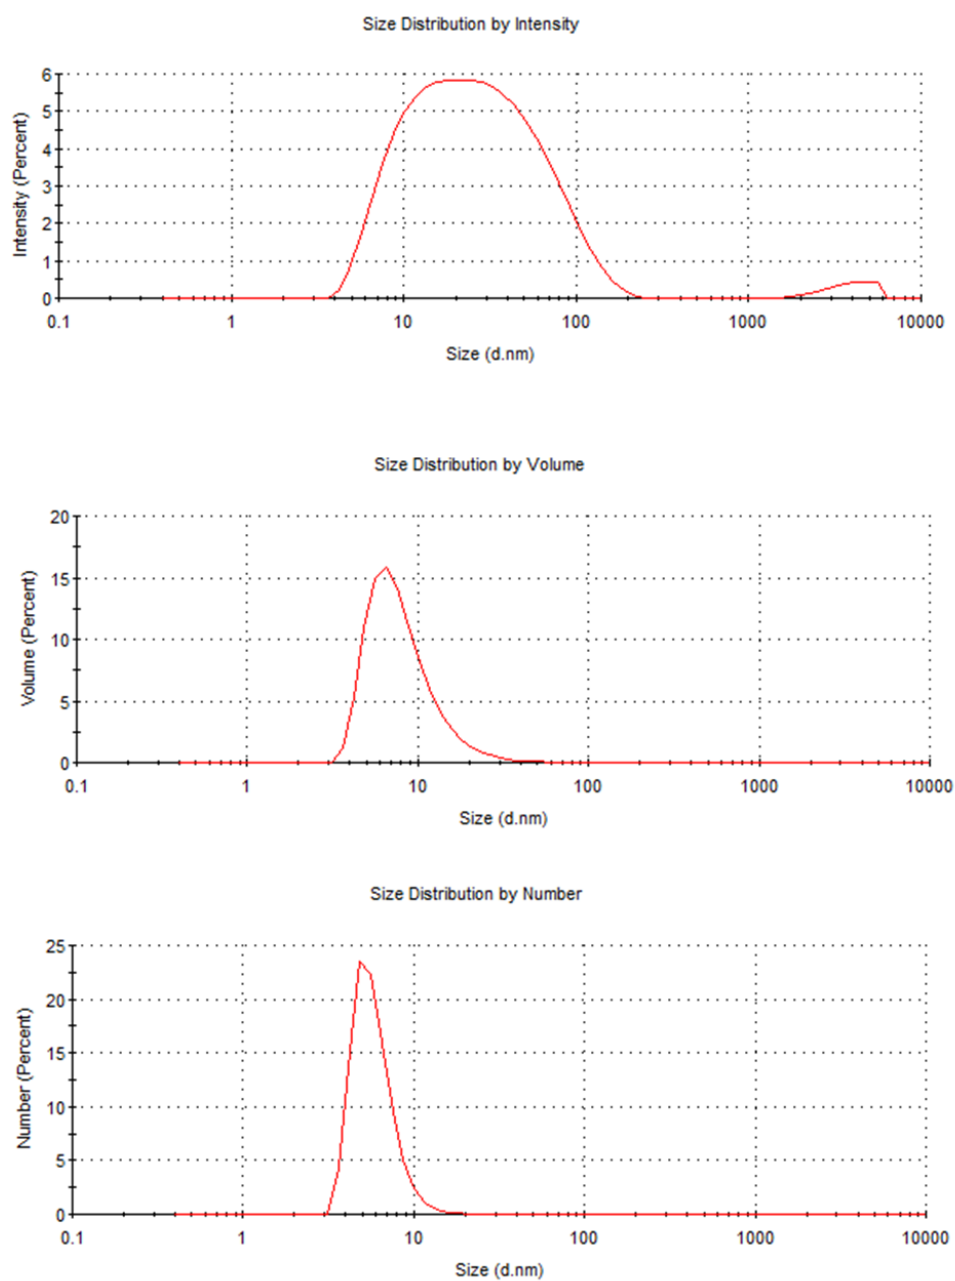 Size Distribution by Intensity
Intensity (Percent)
6
5
4
3
2
1
0
0.1 1 10 100 1000 10000
Size (d.nm)
Size Distribution by Volume
Volume (Percent)
20
15
10
5
0
0.1 1 10 100 1000 10000
Size (d.nm)
Size Distribution by Number
Number (Percent)
25
20
15
10
5
0
0.1 1 10 100 1000 10000
Size (d.nm)